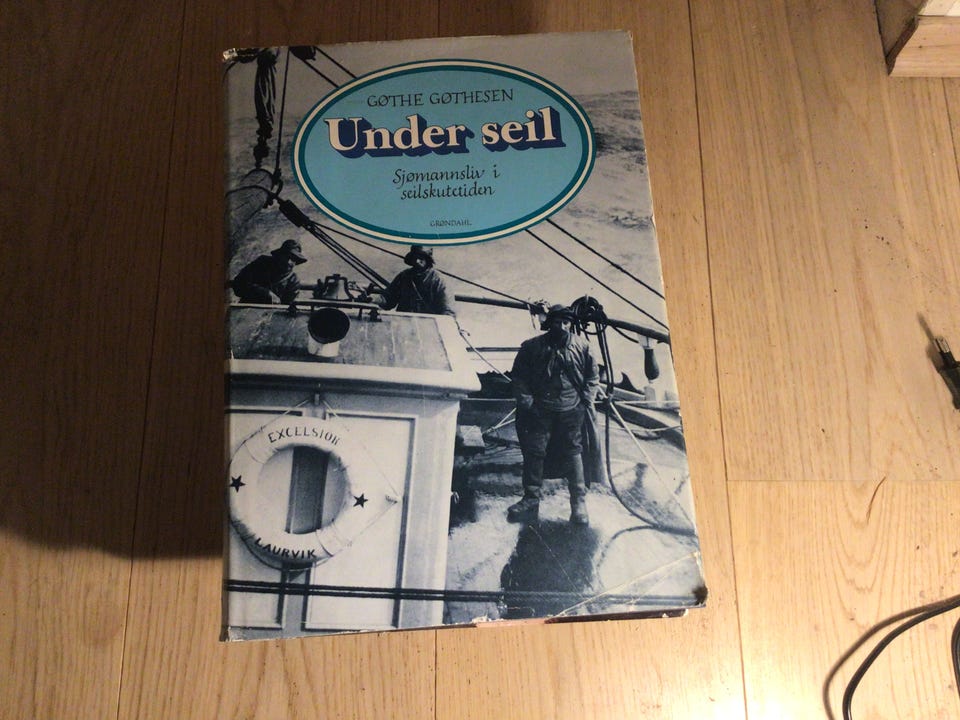 GØTHE GØTHESEN
Under seil
Sjømannsliv i
seilskutetiden
GRØNDAHL
EXCELSIOR
LAURVIK